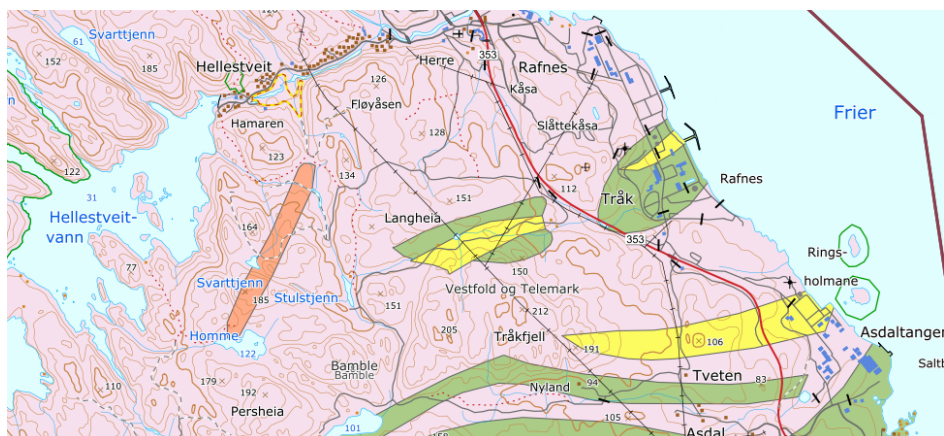 61
Svarttjenn
152
185
Hellestveit
Herre
353
Rafnes
126
Fløyåsen
Kåsa
Hamaren
128
Slåttekåsa
Frier
123
134
122
112
Rafnes
31
151
Tråk
Hellestveit-
vann
Langheia
164
353
77
Rings-
holmane
150
Svarttjenn
Stulstjenn
Vestfold og Telemark
185
151
212
Homme
205
Tråkfjell
Asdaltangen
122
191
106
Bamble
Bamble
Saltb
179
Tveten
110
192
Nyland
94
83
Persheia
105
101
Asdal
158